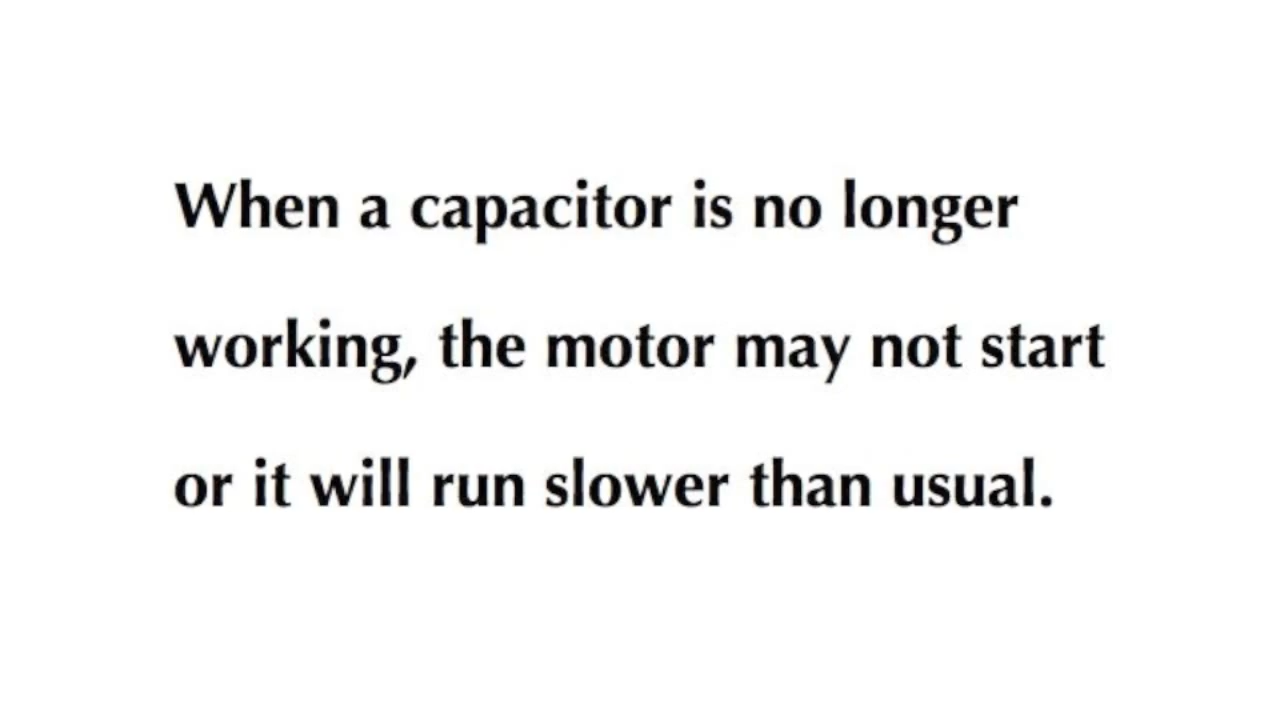 When a capacitor is no longer
working, the motor may not start
or it will run slower than usual.